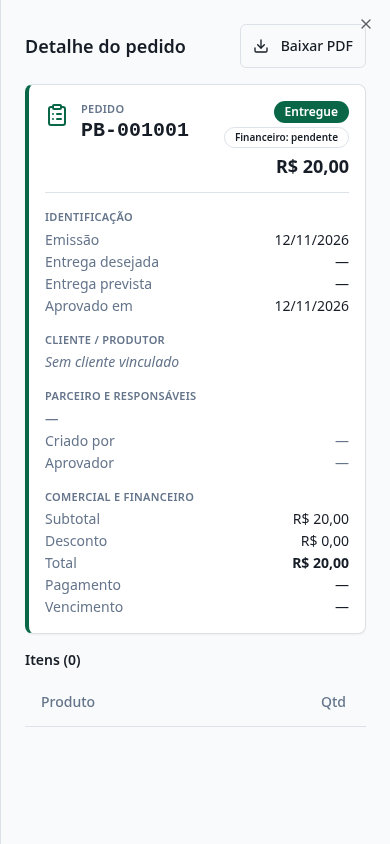 Detalhe do pedido
Baixar PDF
PEDIDO
PB-001001
Entregue
Financeiro: pendente
R$ 20,00
IDENTIFICAÇÃO
Emissão 12/11/2026
Entrega desejada —
Entrega prevista —
Aprovado em 12/11/2026
CLIENTE / PRODUTOR
Sem cliente vinculado
PARCEIRO E RESPONSÁVEIS
—
Criado por —
Aprovador —
COMERCIAL E FINANCEIRO
Subtotal R$ 20,00
Desconto R$ 0,00
Total R$ 20,00
Pagamento —
Vencimento —
Itens (0)
Produto Qtd